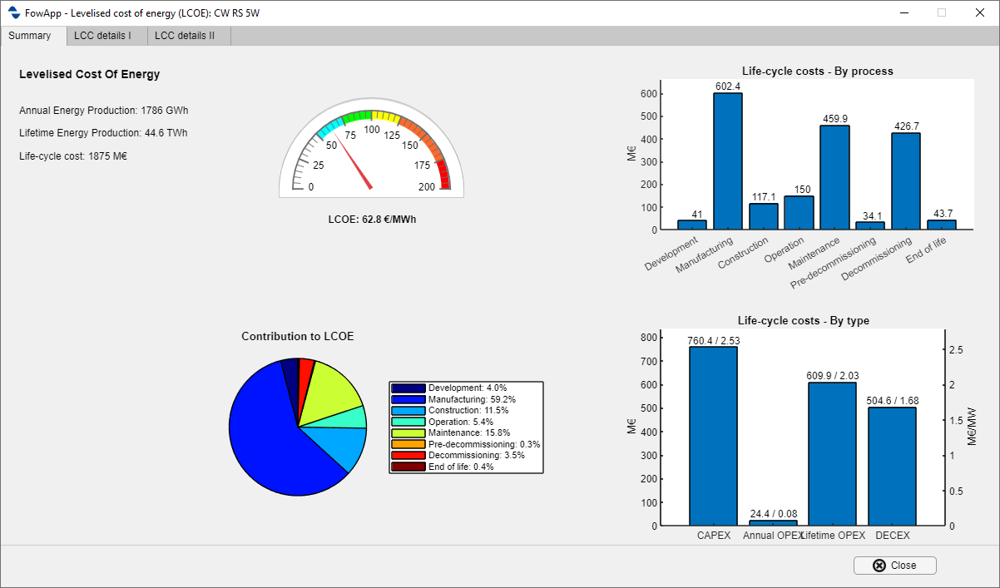 FowApp - Levelised cost of energy (LCOE): CW RS 5W
Summary
LCC details I
LCC details II
Levelised Cost Of Energy
Annual Energy Production: 1786 GWh
Lifetime Energy Production: 44.6 TWh
Life-cycle cost: 1875 M€
0
25
50
75
100
125
150
175
200
LCOE: 62.8 €/MWh
Life-cycle costs - By process
M€
600
500
400
300
200
100
0
41
602.4
117.1
150
459.9
34.1
426.7
43.7
Development
Manufacturing
Construction
Operation
Maintenance
Pre-decommissioning
Decommissioning
End of life
Contribution to LCOE
Development: 4.0%
Manufacturing: 59.2%
Construction: 11.5%
Operation: 5.4%
Maintenance: 15.8%
Pre-decommissioning: 0.3%
Decommissioning: 3.5%
End of life: 0.4%
Life-cycle costs - By type
M€
800
700
600
500
400
300
200
100
0
760.4 / 2.53
24.4 / 0.08
609.9 / 2.03
504.6 / 1.68
2.5
2
1.5
1
0.5
0
M€/MW
CAPEX
Annual OPEX
Lifetime OPEX
DECEX
Close